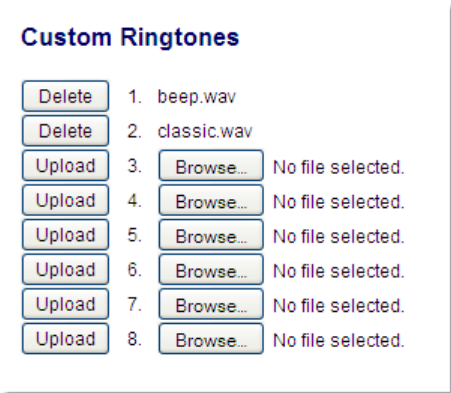 Custom Ringtones
Delete 1. beep.wav
Delete 2. classic.wav
Upload 3. Browse... No file selected.
Upload 4. Browse... No file selected.
Upload 5. Browse... No file selected.
Upload 6. Browse... No file selected.
Upload 7. Browse... No file selected.
Upload 8. Browse... No file selected.